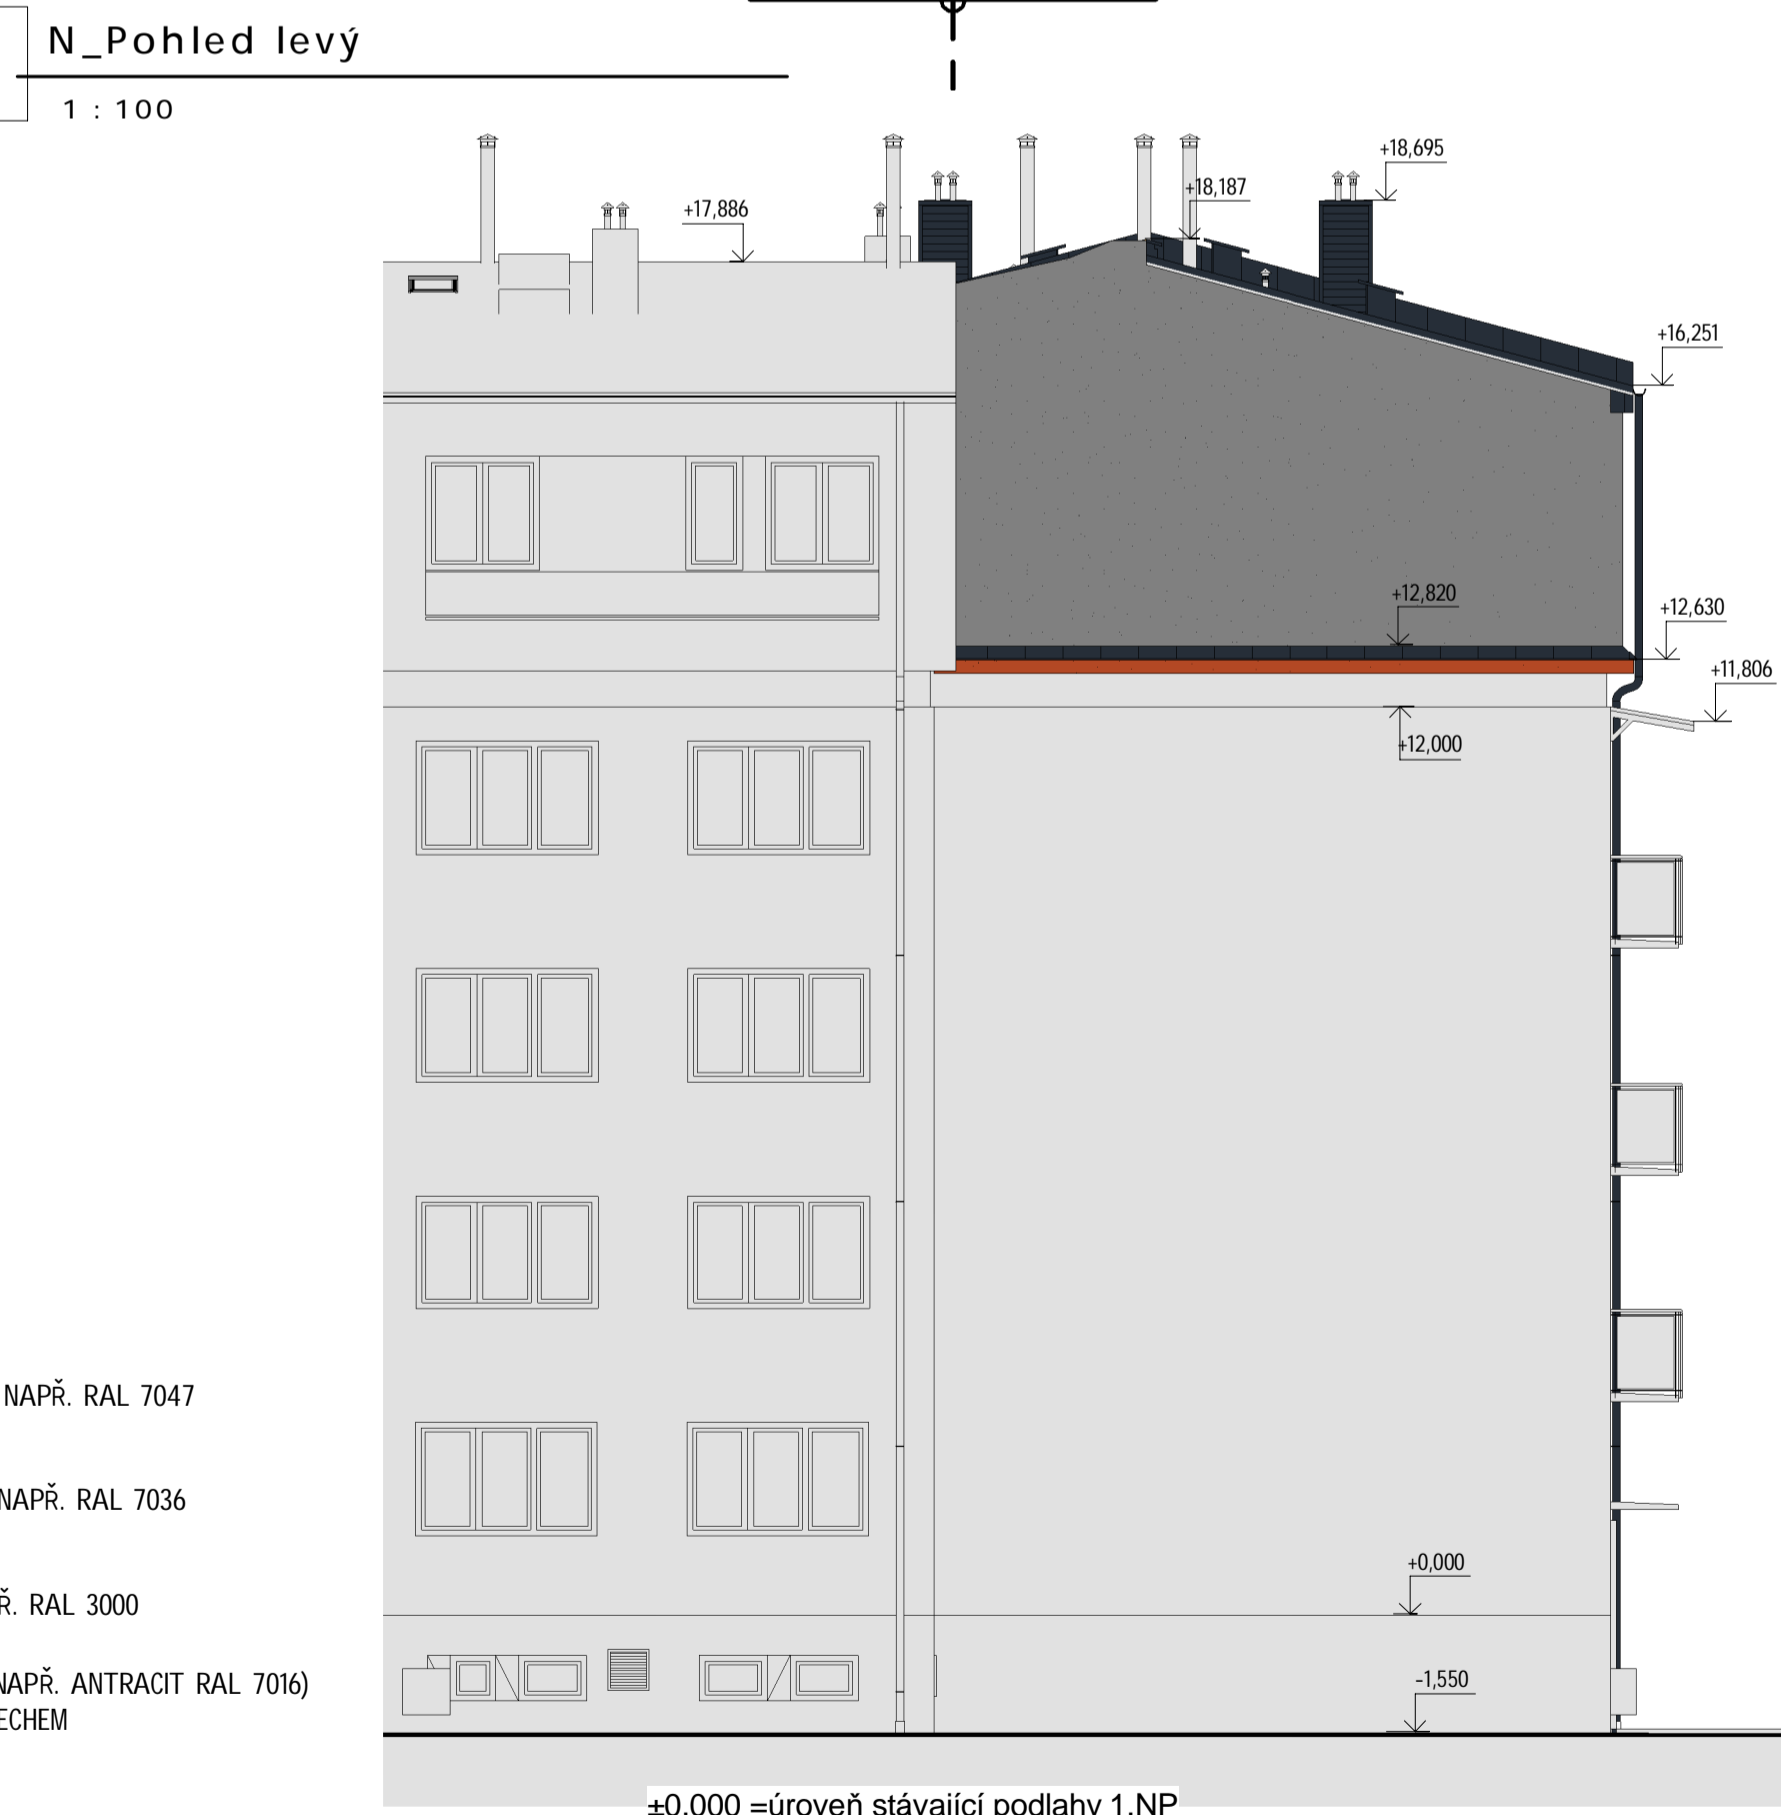 N_Pohled levý
1 : 100
+18,695
+18,187
+17,886
+16,251
+12,820
+12,630
+11,806
+12,000
NAPŘ. RAL 7047
NAPŘ. RAL 7036
Ř. RAL 3000
+0,000
NAPŘ. ANTRACIT RAL 7016)
ECHEM
-1,550
±0,000 =úroveň stávající podlahy 1.NP